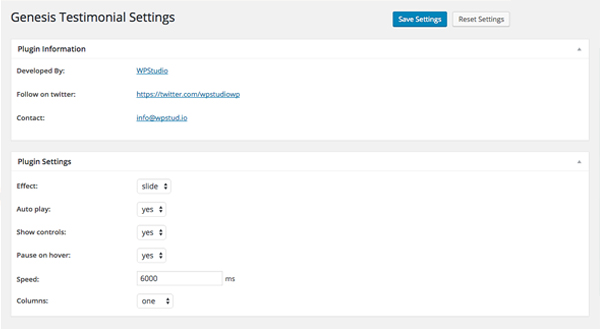 Genesis Testimonial Settings
Save Settings
Reset Settings
Plugin Information
Developed By: WPStudio
Follow on twitter: https://twitter.com/wpstudiowp
Contact: info@wpstud.io
Plugin Settings
Effect: slide
Auto play: yes
Show controls: yes
Pause on hover: yes
Speed: 6000 ms
Columns: one